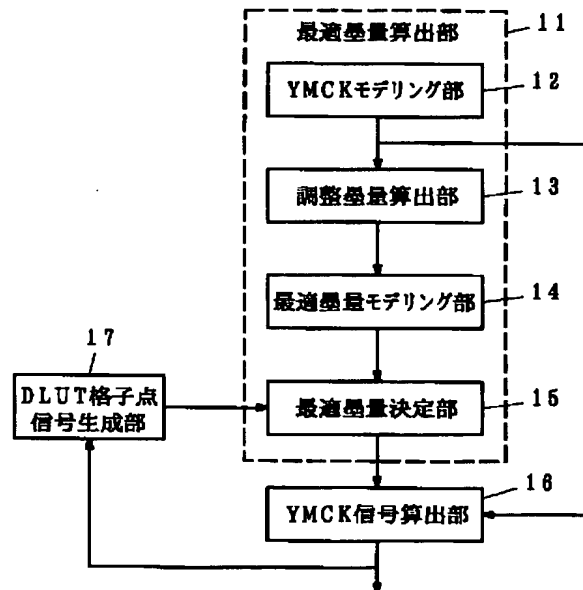 最適墨量算出部
11
YMCKモデリング部
12
調整墨量算出部
13
最適墨量モデリング部
14
17
DLUT格子点
信号生成部
最適墨量決定部
15
YMCK信号算出部
16